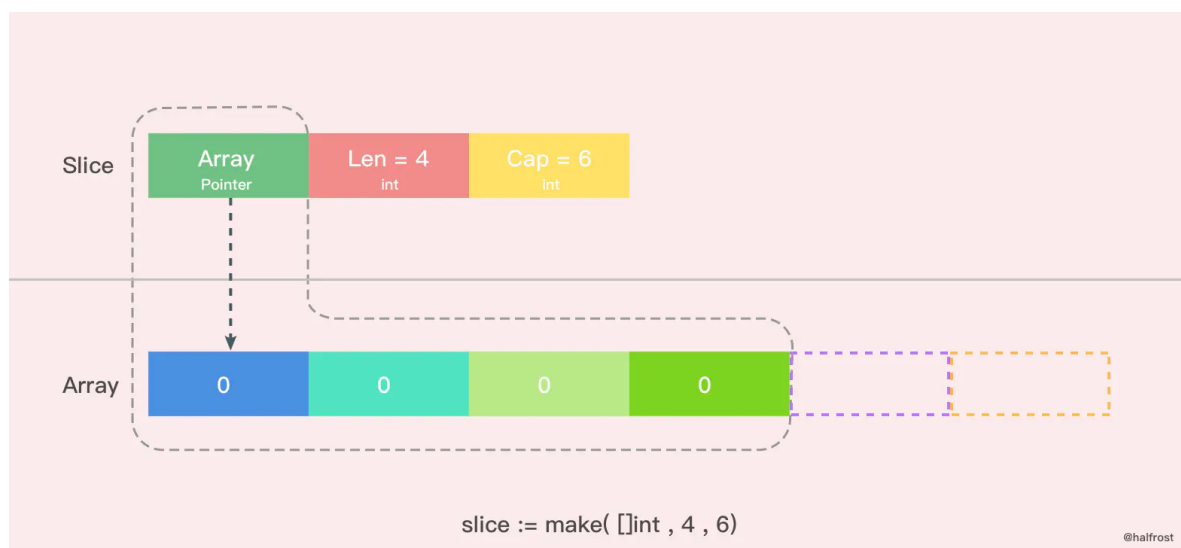 Slice
Array
Pointer
Len = 4
int
Cap = 6
int
Array
0
0
0
0
slice := make( []int , 4 , 6)
@halfrost